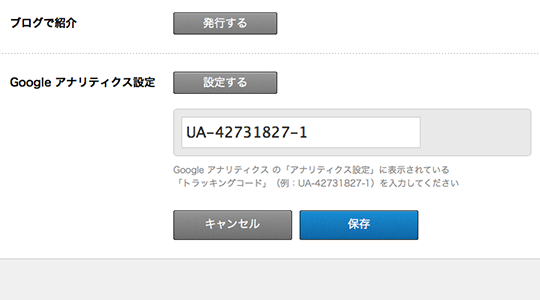 ブログで紹介 発行する
Google アナリティクス設定 設定する
UA-42731827-1
Google アナリティクス の「アナリティクス設定」に表示されている
「トラッキングコード」（例：UA-42731827-1）を入力してください
キャンセル 保存